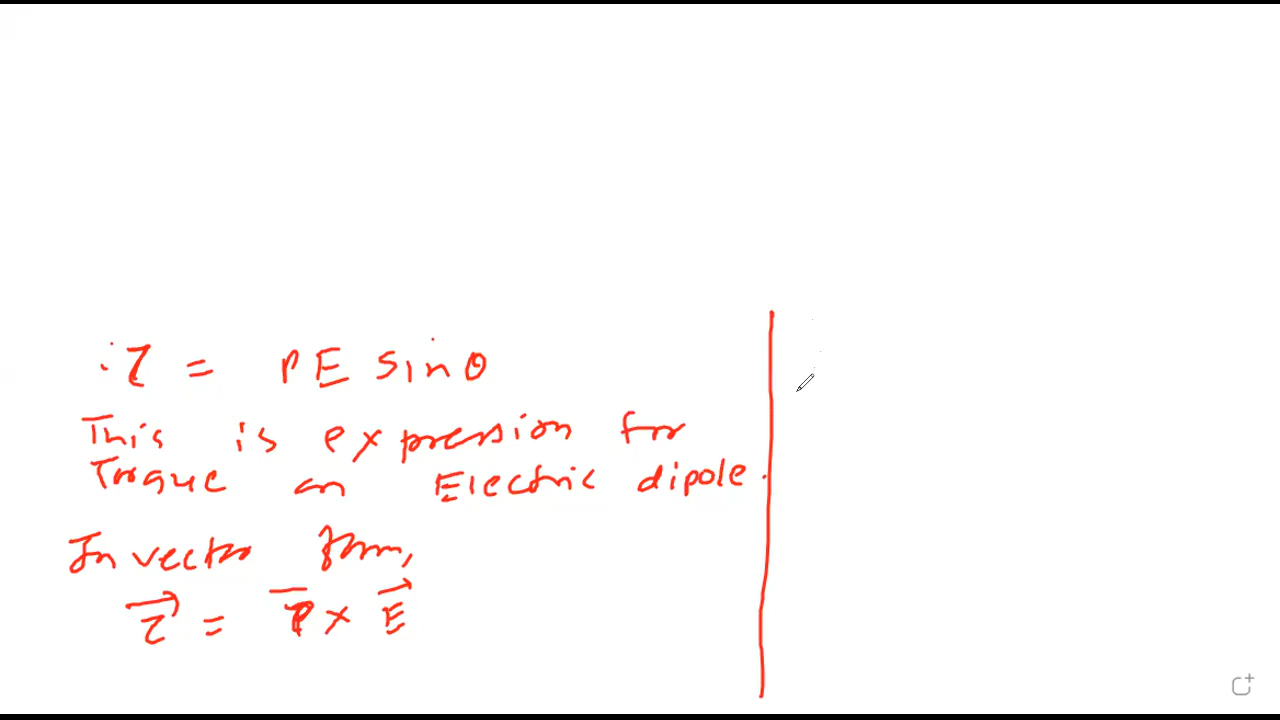 ∴ τ = PE sinθ
This is expression for
Torque on Electric dipole.
In vector form,
τ⃗ = P⃗ × E⃗